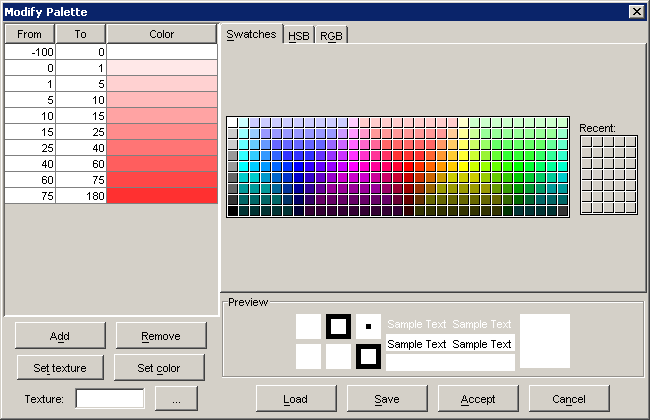 Modify Palette
From To Color
-100 0
0 1
1 5
5 10
10 15
15 25
25 40
40 60
60 75
75 180
Add Remove
Set texture Set color
Texture: ...
Swatches HSB RGB
Recent:
Preview
Sample Text Sample Text
Sample Text Sample Text
Load Save Accept Cancel